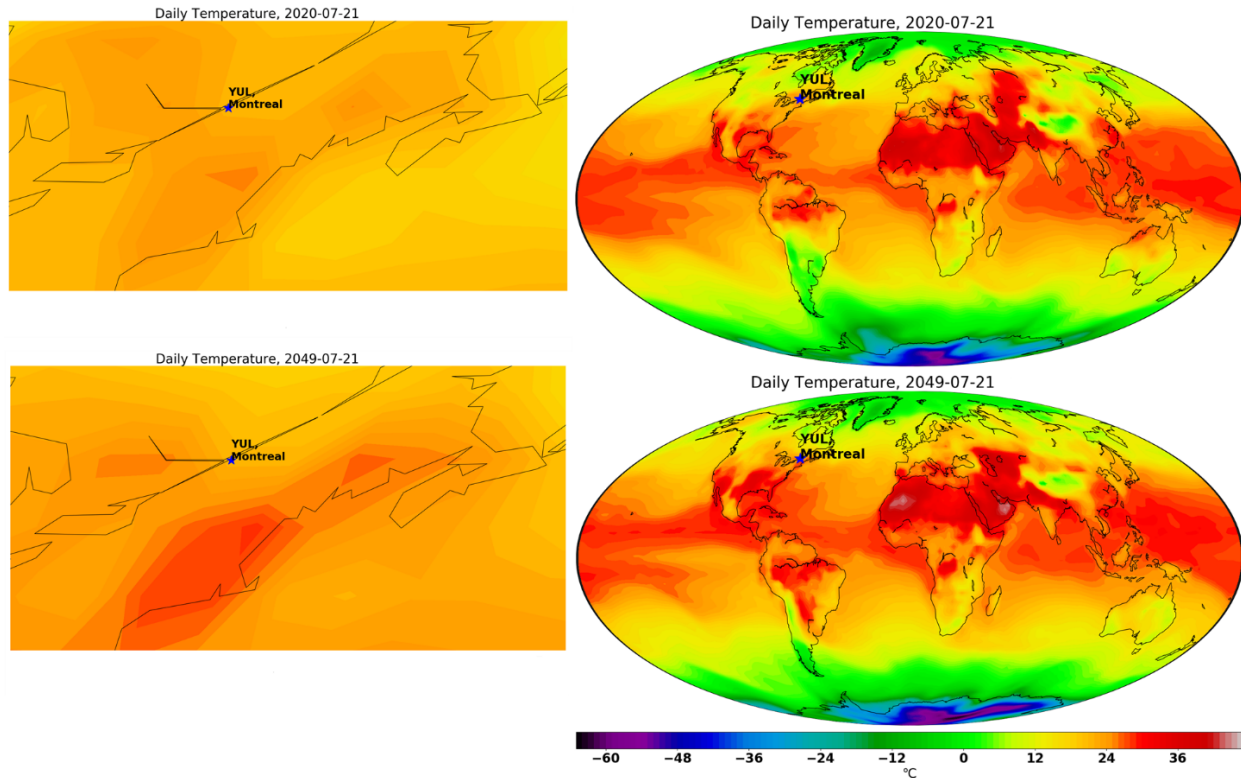 Daily Temperature, 2020-07-21
YUL,
Montreal
Daily Temperature, 2020-07-21
YUL,
Montreal
Daily Temperature, 2049-07-21
YUL,
Montreal
Daily Temperature, 2049-07-21
YUL,
Montreal
−60 −48 −36 −24 −12 0 12 24 36
°C